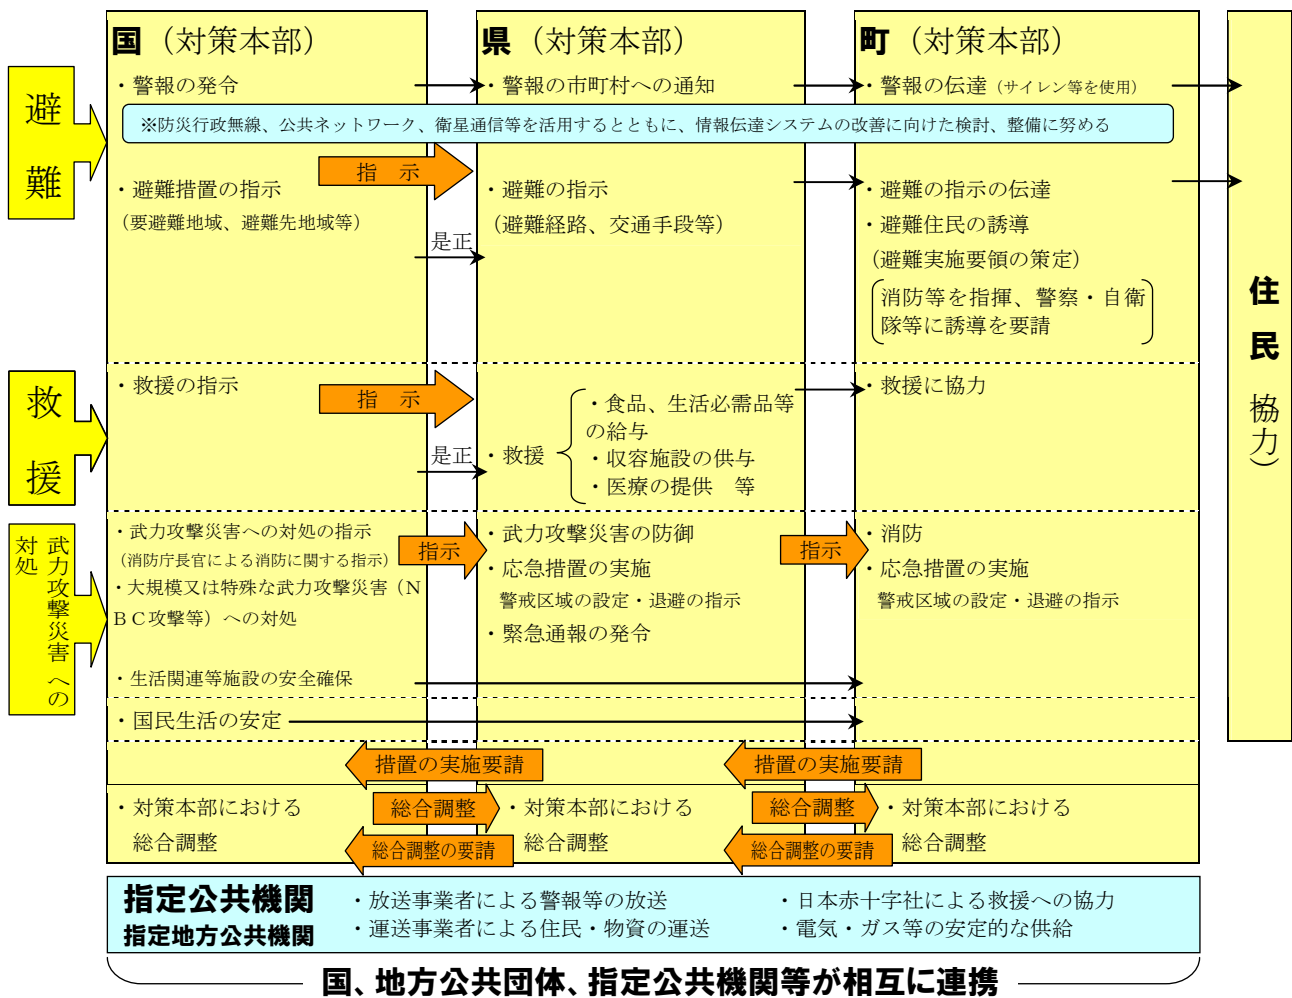 国（対策本部）
県（対策本部）
町（対策本部）
避難
・警報の発令
・警報の市町村への通知
・警報の伝達（サイレン等を使用）
※防災行政無線、公共ネットワーク、衛星通信等を活用するとともに、情報伝達システムの改善に向けた検討、整備に努める
指　示
・避難措置の指示
（要避難地域、避難先地域等）
・避難の指示
（避難経路、交通手段等）
・避難の指示の伝達
・避難住民の誘導
（避難実施要領の策定）
消防等を指揮、警察・自衛
隊等に誘導を要請
是正
住民
協力）
救援
・救援の指示
指　示
是正
・救援
・食品、生活必需品等
の給与
・収容施設の供与
・医療の提供　等
・救援に協力
武力攻撃災害への
対処
・武力攻撃災害への対処の指示
（消防庁長官による消防に関する指示）
・大規模又は特殊な武力攻撃災害（N
ＢＣ攻撃等）への対処
・生活関連等施設の安全確保
指示
・武力攻撃災害の防御
・応急措置の実施
警戒区域の設定・退避の指示
・緊急通報の発令
指示
・消防
・応急措置の実施
警戒区域の設定・退避の指示
・国民生活の安定
措置の実施要請
措置の実施要請
・対策本部における
総合調整
総合調整
総合調整の要請
・対策本部における
総合調整
総合調整
総合調整の要請
・対策本部における
総合調整
指定公共機関
指定地方公共機関
・放送事業者による警報等の放送
・運送事業者による住民・物資の運送
・日本赤十字社による救援への協力
・電気・ガス等の安定的な供給
国、地方公共団体、指定公共機関等が相互に連携